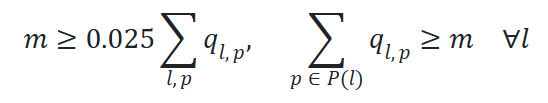 m ≥ 0.025 ∑_{l,p} q_{l,p}, ∑_{p ∈ P(l)} q_{l,p} ≥ m ∀l